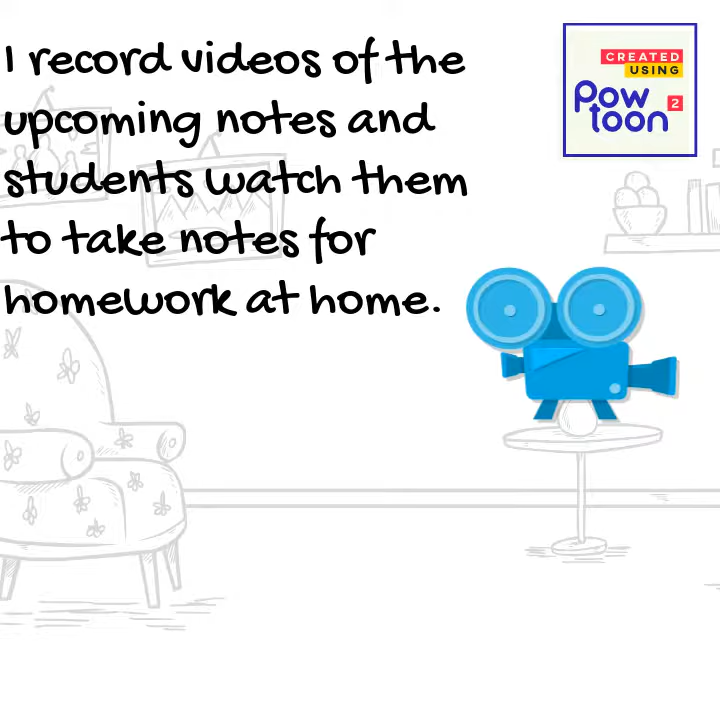 I record videos of the
upcoming notes and
students watch them
to take notes for
homework at home.
CREATED
USING
Pow
toon 2